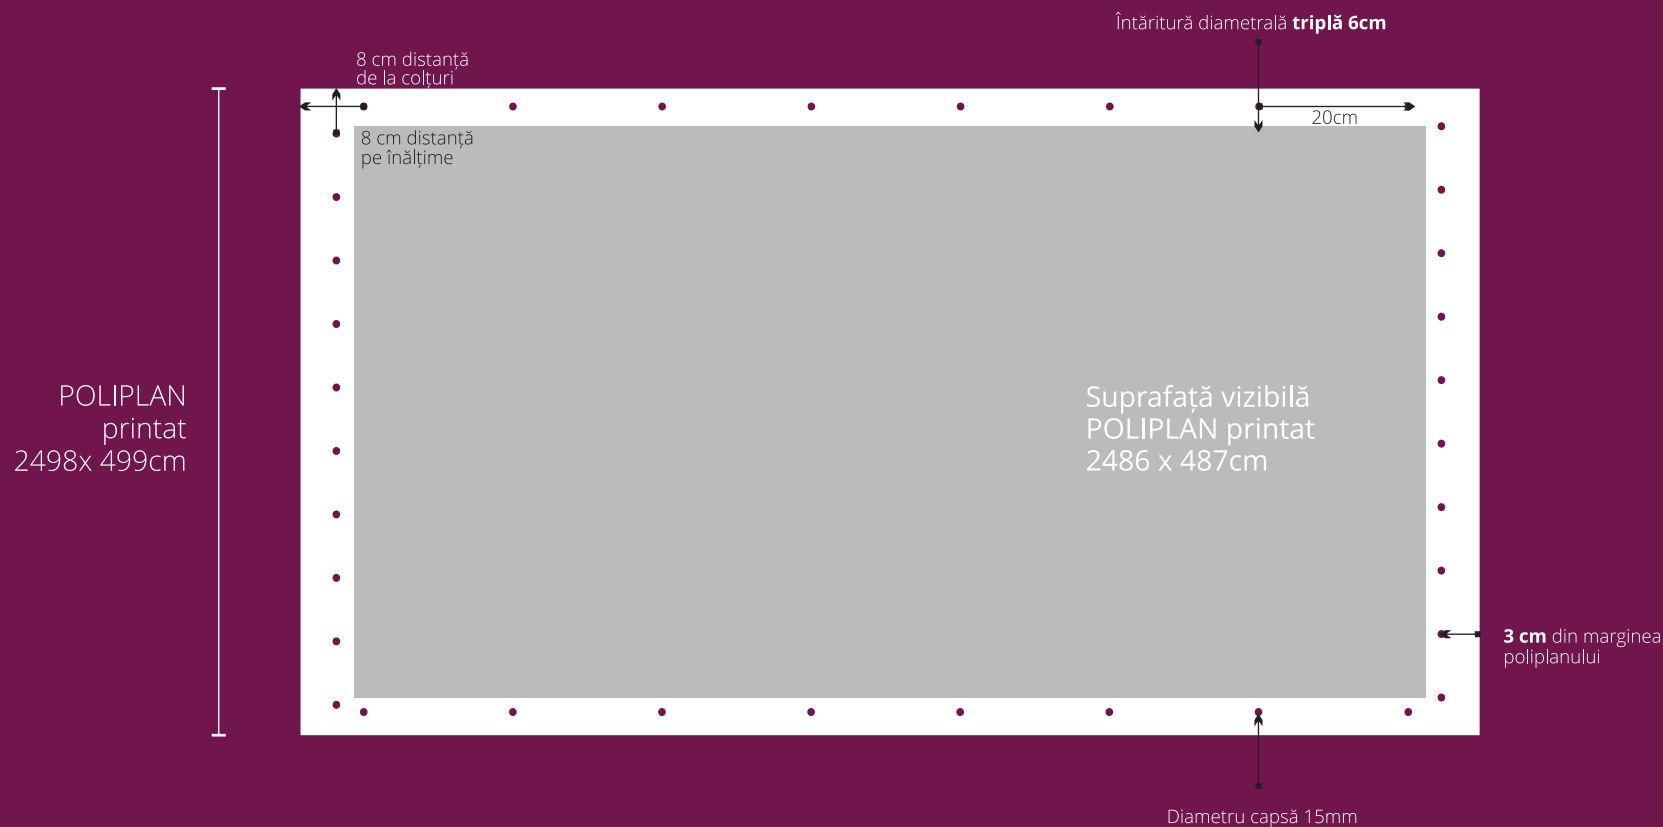 Întăritură diametrală triplă 6cm
8 cm distanță
de la colțuri
20cm
8 cm distanță
pe înălțime
POLIPLAN
printat
2498x 499cm
Suprafață vizibilă
POLIPLAN printat
2486 x 487cm
3 cm din marginea
poliplanului
Diametru capsă 15mm